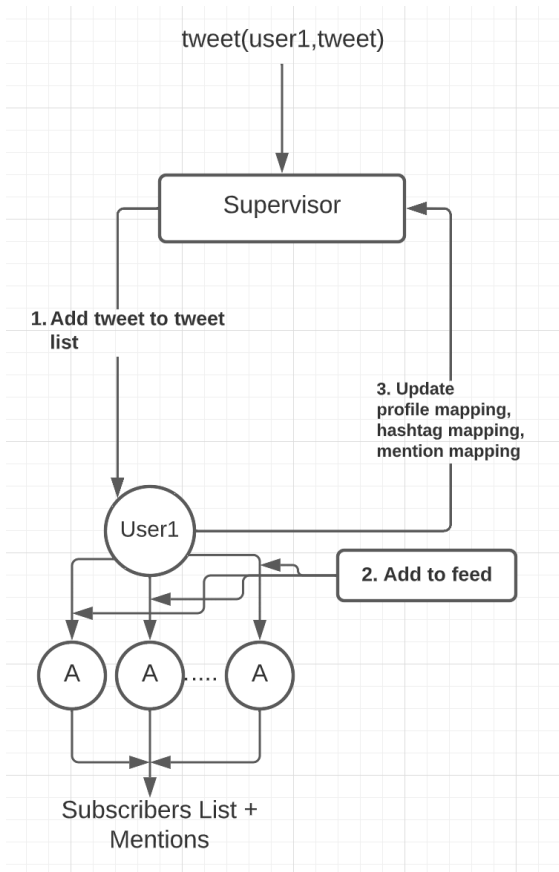 tweet(user1,tweet)
Supervisor
1. Add tweet to tweet
list
3. Update
profile mapping,
hashtag mapping,
mention mapping
User1
2. Add to feed
A
A
.....
A
Subscribers List +
Mentions